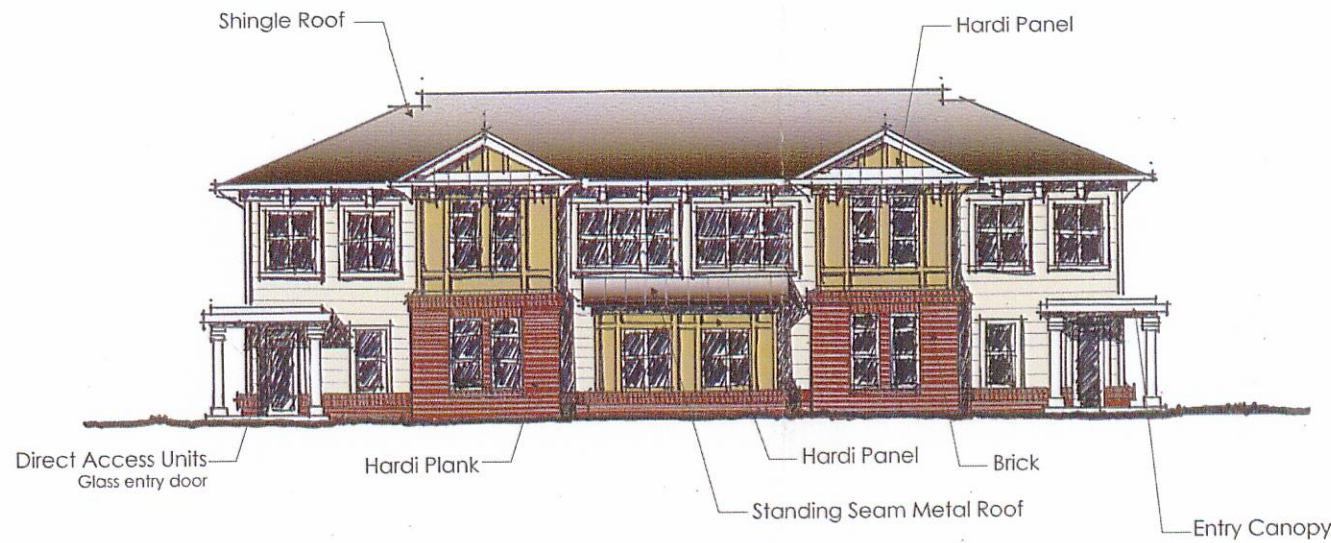 Shingle Roof
Hardi Panel
Direct Access Units
Glass entry door
Hardi Plank
Hardi Panel
Brick
Standing Seam Metal Roof
Entry Canopy